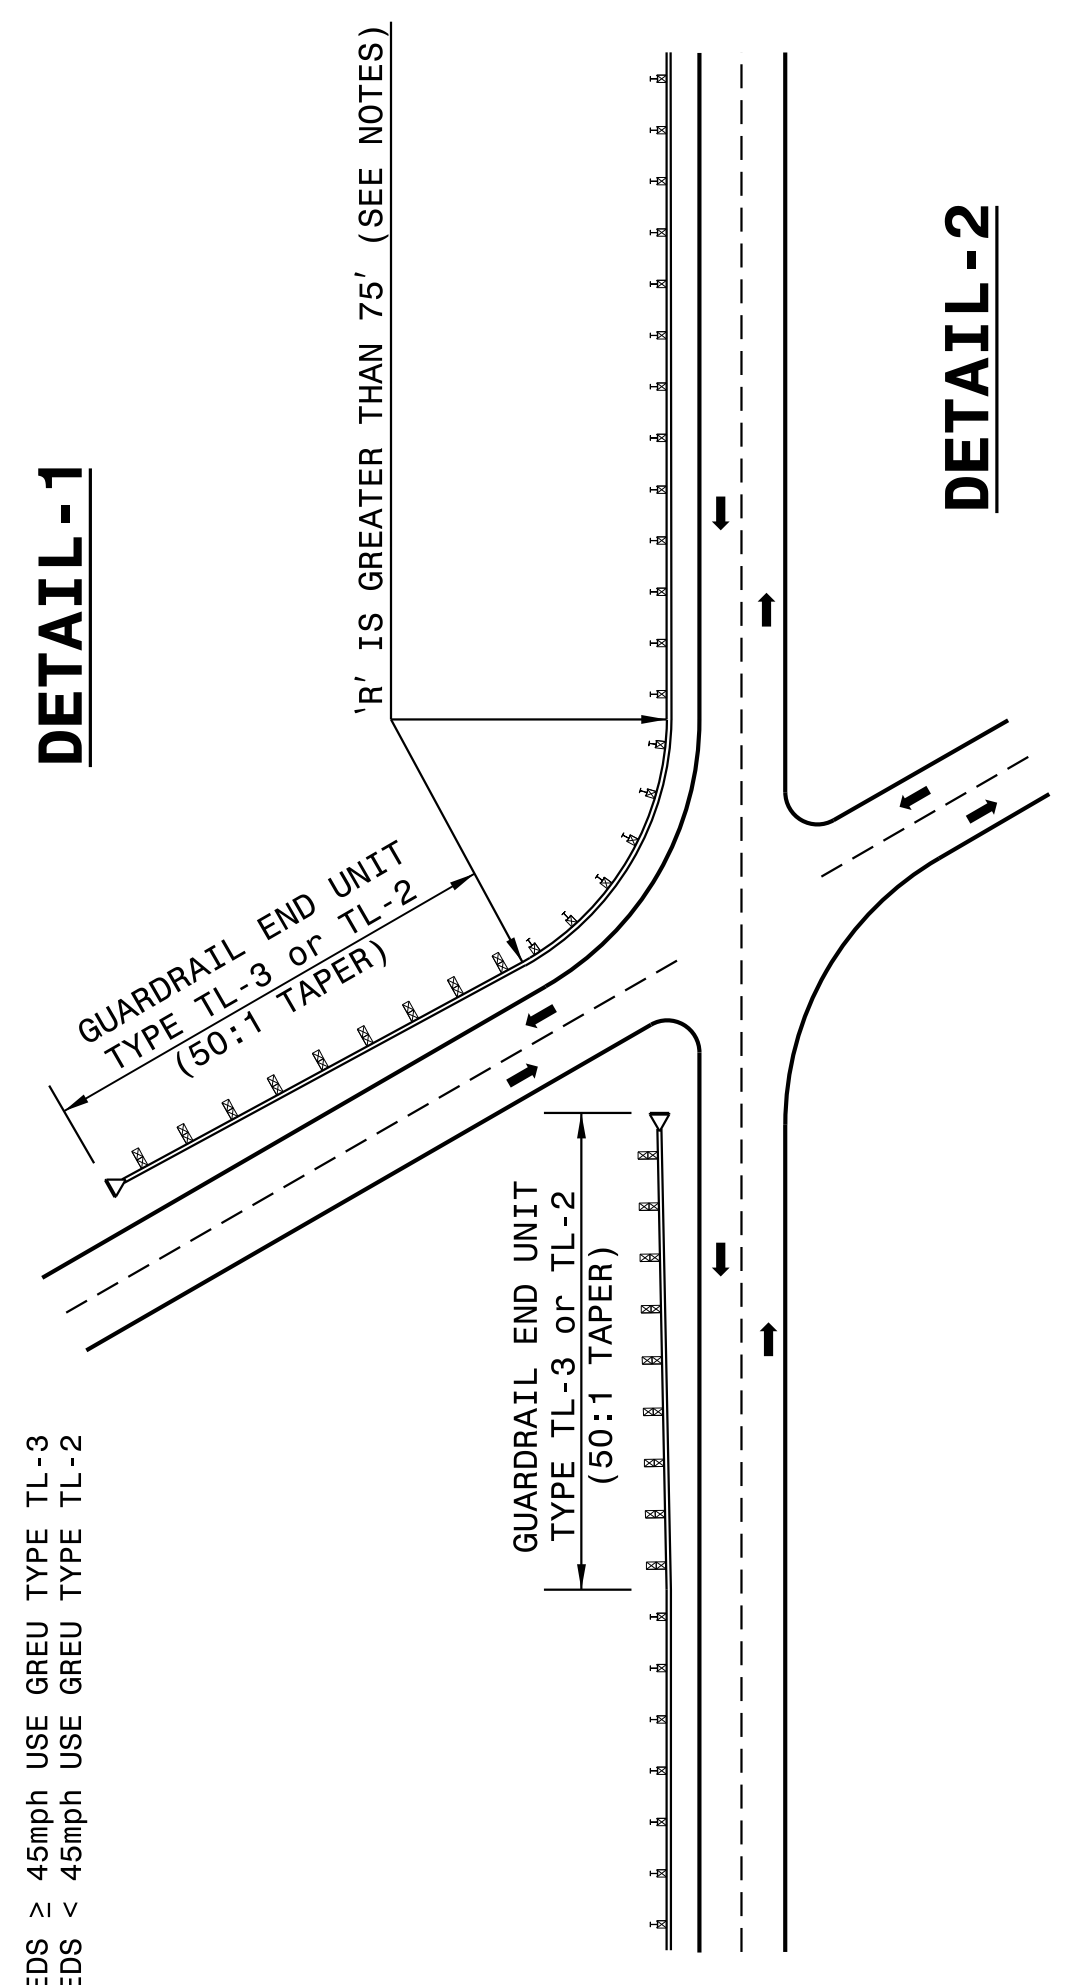 DETAIL-1
'R' IS GREATER THAN 75' (SEE NOTES)
DETAIL-2
GUARDRAIL END UNIT
TYPE TL-3 or TL-2
(50:1 TAPER)
GUARDRAIL END UNIT
TYPE TL-3 or TL-2
(50:1 TAPER)
EDS ≥ 45mph USE GREU TYPE TL-3
EDS < 45mph USE GREU TYPE TL-2